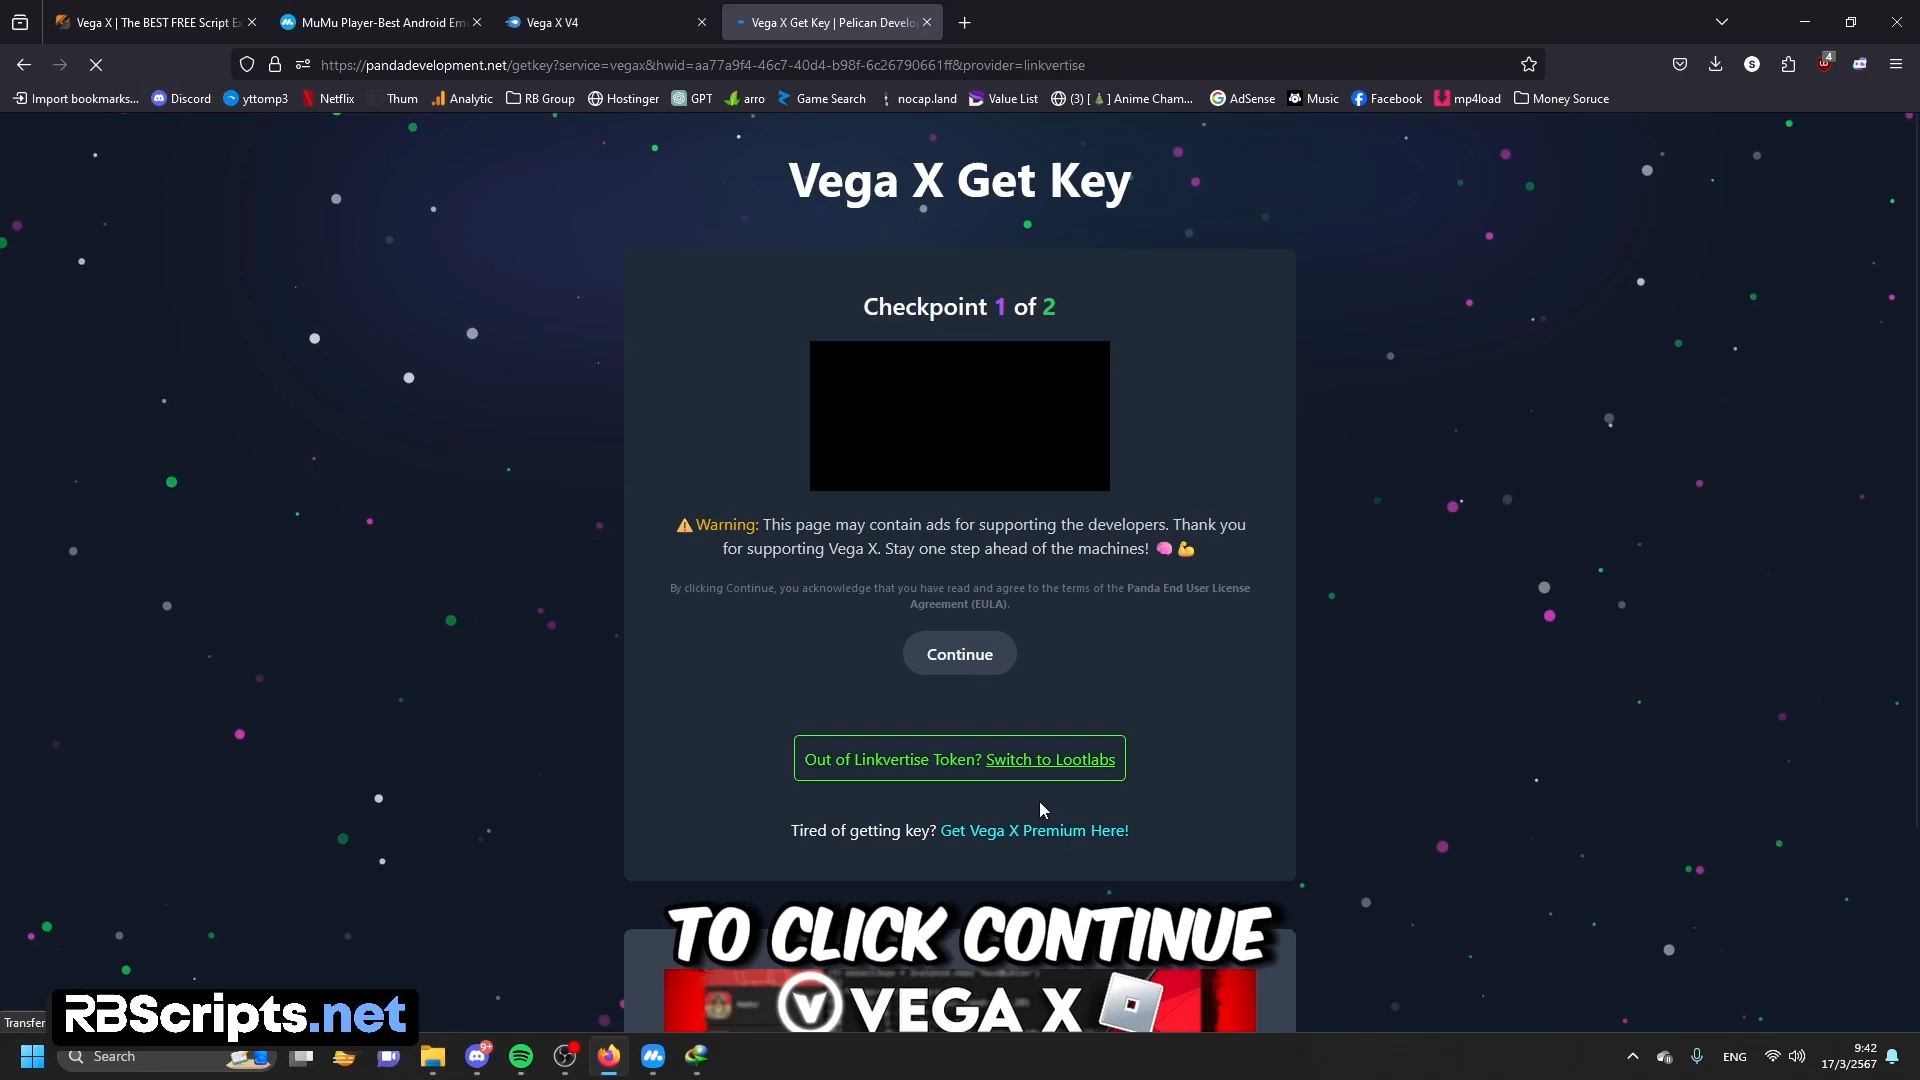 Vega X | The BEST FREE Script Ex
MuMu Player-Best Android Em
Vega X V4
Vega X Get Key | Pelican Develo
https://pandadevelopment.net/getkey?service=vegax&hwid=aa77a9f4-46c7-40d4-b98f-6c26790661ff&provider=linkvertise
S
4
Import bookmarks...
Discord
yttomp3
Netflix
Thum
Analytic
RB Group
Hostinger
GPT
arro
Game Search
nocap.land
Value List
(3) [🎄] Anime Cham...
AdSense
Music
Facebook
mp4load
Money Soruce
Vega X Get Key
Checkpoint 1 of 2
⚠️ Warning: This page may contain ads for supporting the developers. Thank you
for supporting Vega X. Stay one step ahead of the machines! 🧠 💪
By clicking Continue, you acknowledge that you have read and agree to the terms of the Panda End User License
Agreement (EULA).
Continue
Out of Linkvertise Token? Switch to Lootlabs
Tired of getting key? Get Vega X Premium Here!
TO CLICK CONTINUE
VEGA X
RBScripts.net
Transfer
Search
9+
ENG
9:42
17/3/2567